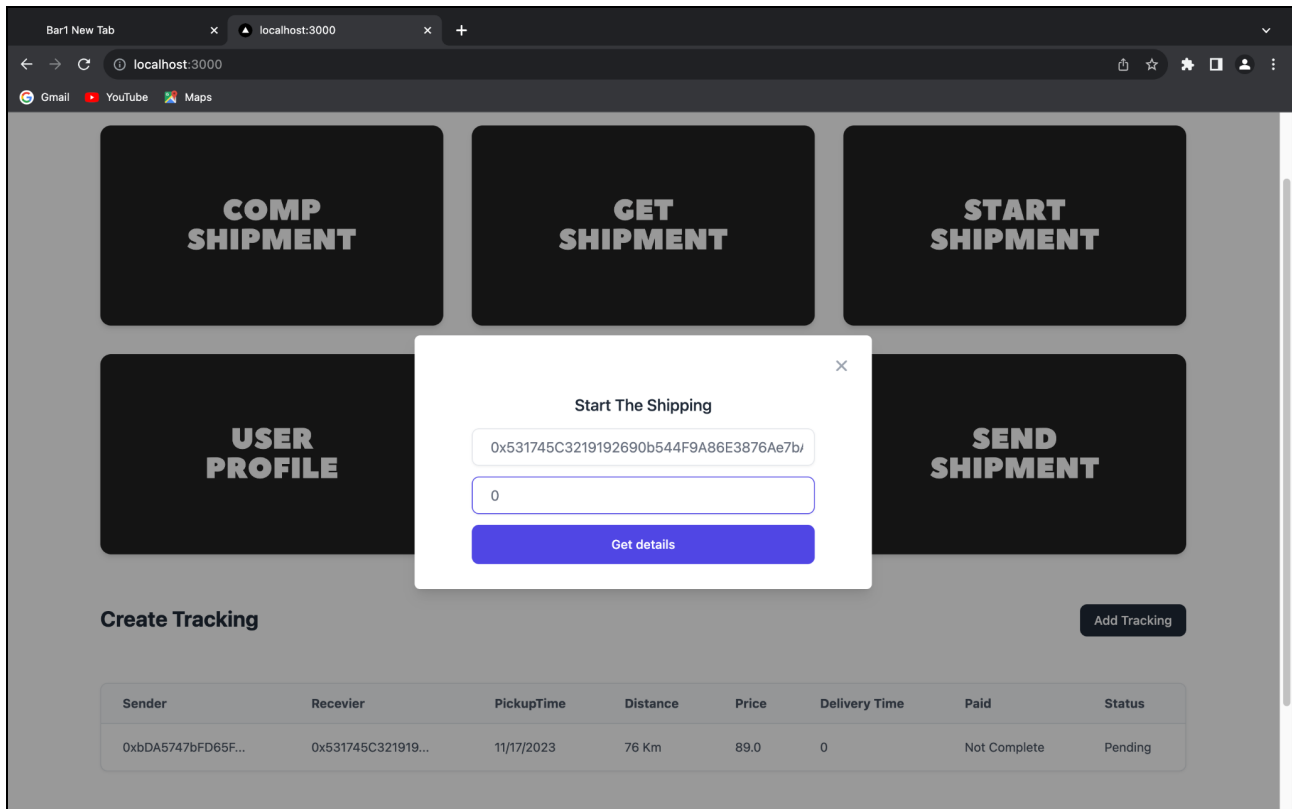 Bar1 New Tab
localhost:3000
localhost:3000
Gmail
YouTube
Maps
COMP
SHIPMENT
GET
SHIPMENT
START
SHIPMENT
USER
PROFILE
SEND
SHIPMENT
Start The Shipping
0x531745C3219192690b544F9A86E3876Ae7b
0
Get details
Create Tracking
Add Tracking
Sender Recevier PickupTime Distance Price Delivery Time Paid Status
0xbDA5747bFD65F... 0x531745C321919... 11/17/2023 76 Km 89.0 0 Not Complete Pending